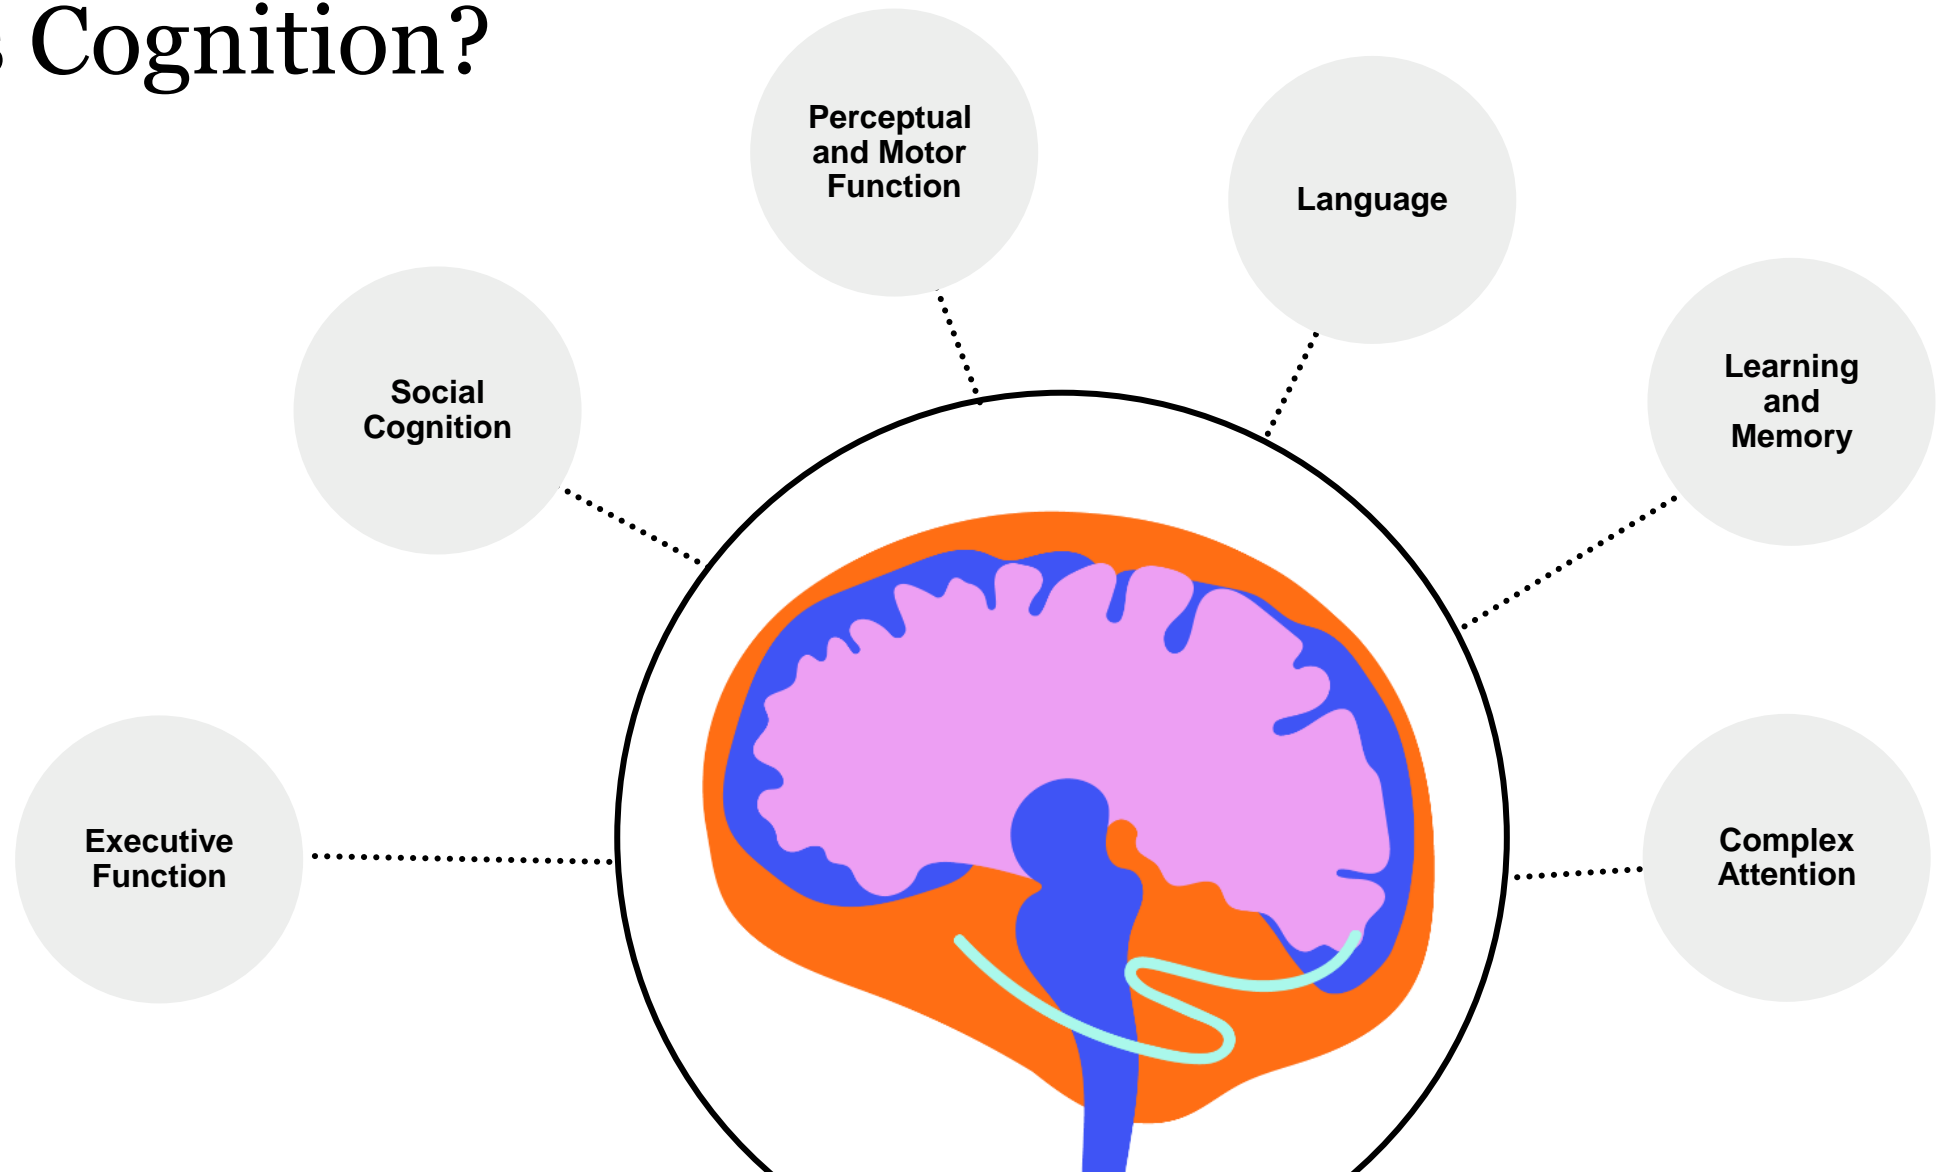 Cognition?
Perceptual
and Motor
Function
Language
Social
Cognition
Learning
and
Memory
Executive
Function
Complex
Attention